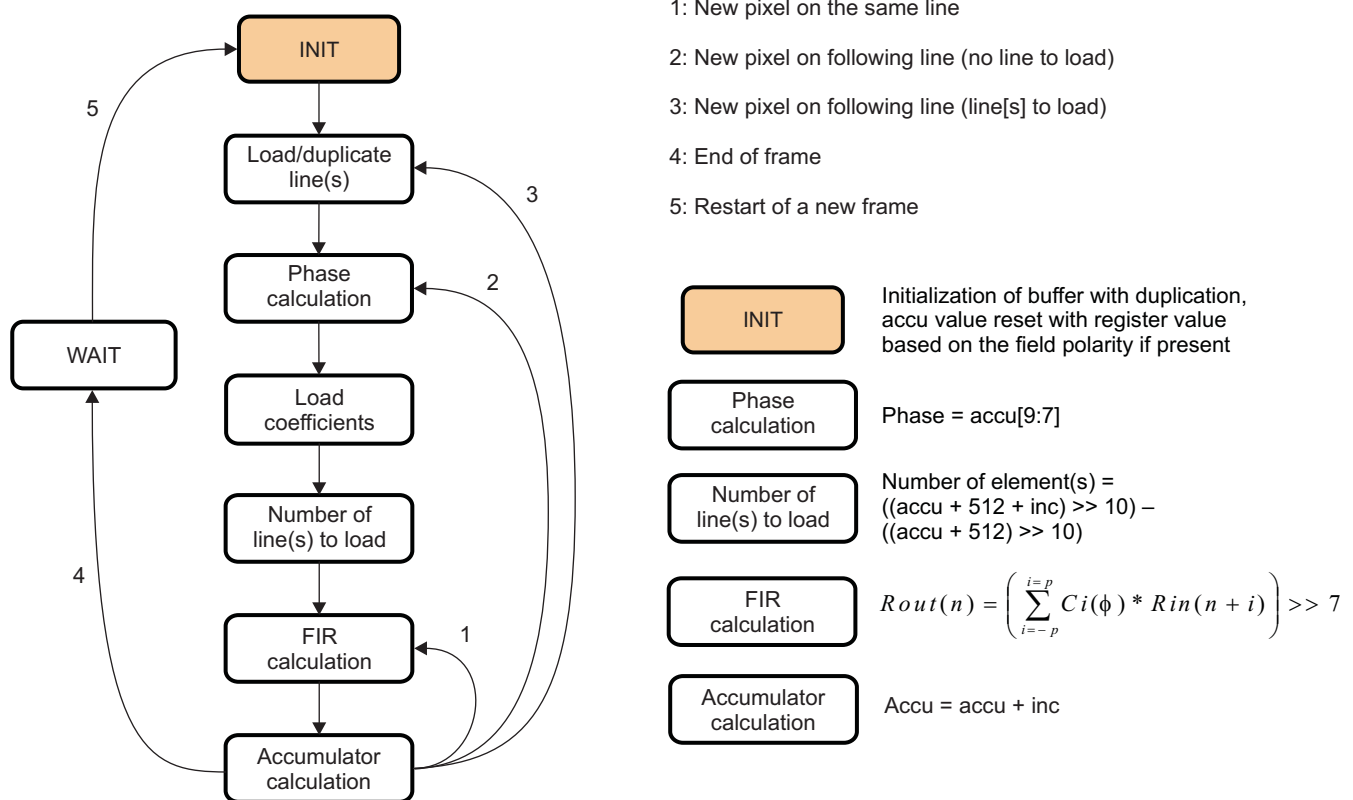 INIT
5
Load/duplicate
line(s)
3
Phase
calculation
2
WAIT
Load
coefficients
Number of
line(s) to load
4
FIR
calculation
1
Accumulator
calculation
1: New pixel on the same line
2: New pixel on following line (no line to load)
3: New pixel on following line (line[s] to load)
4: End of frame
5: Restart of a new frame
INIT
Initialization of buffer with duplication,
accu value reset with register value
based on the field polarity if present
Phase
calculation
Phase = accu[9:7]
Number of
line(s) to load
Number of element(s) =
((accu + 512 + inc) >> 10) –
((accu + 512) >> 10)
FIR
calculation
Rout(n) = ( ∑ i=-p i=p Ci(ϕ) * Rin(n + i) ) >> 7
Accumulator
calculation
Accu = accu + inc